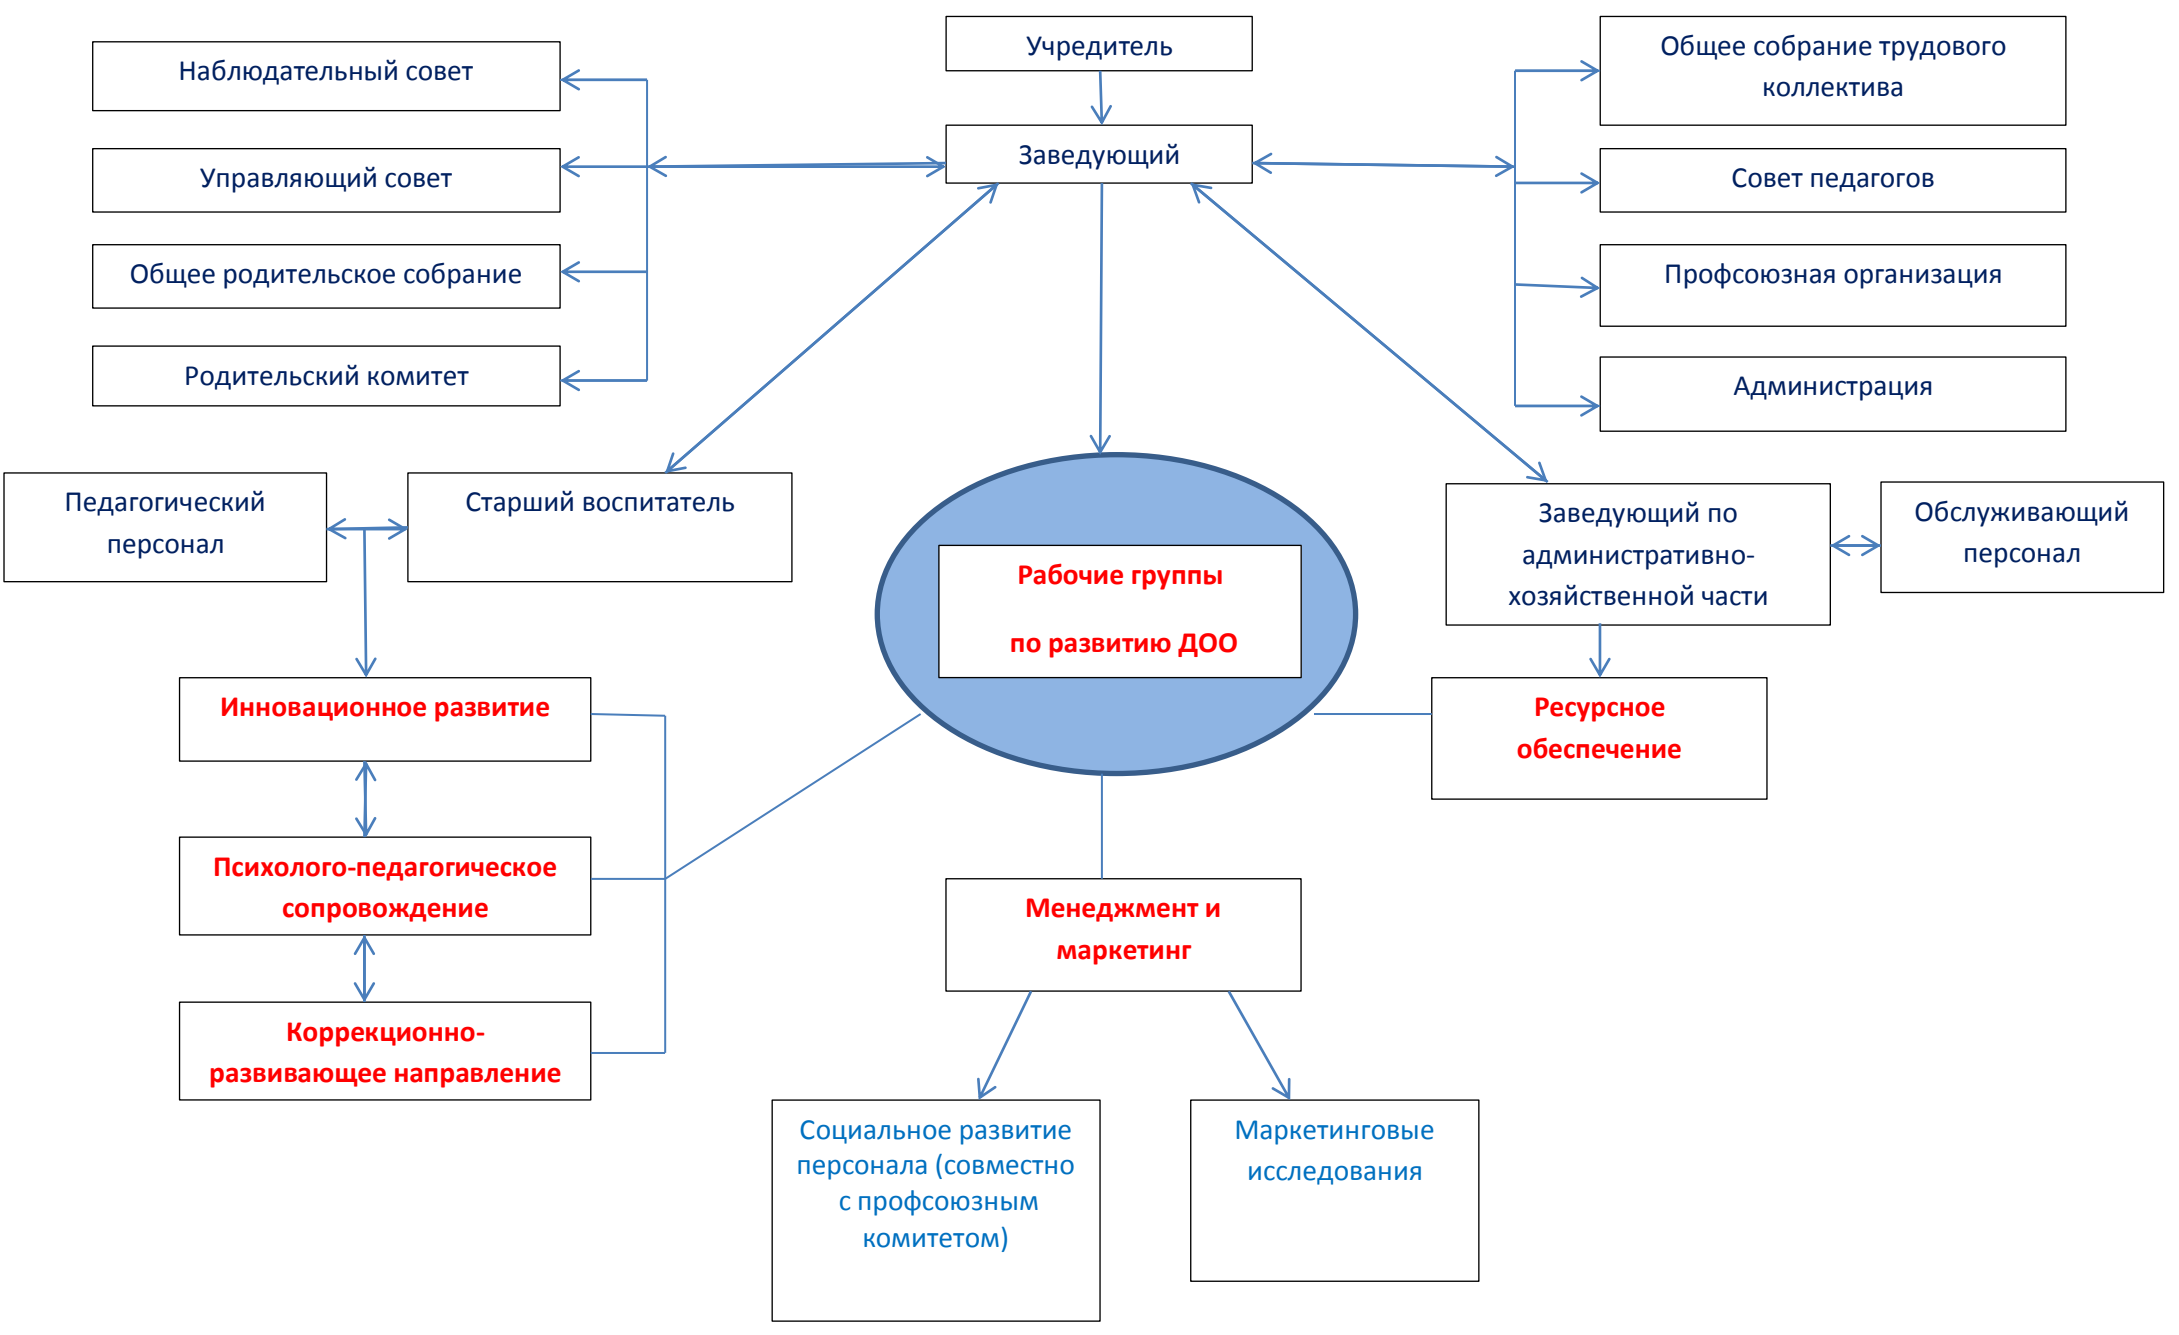 Учредитель
Наблюдательный совет
Общее собрание трудового
коллектива
Заведующий
Управляющий совет
Совет педагогов
Общее родительское собрание
Профсоюзная организация
Родительский комитет
Администрация
Педагогический
персонал
Старший воспитатель
Заведующий по
административно-
хозяйственной части
Обслуживающий
персонал
Рабочие группы
по развитию ДОО
Инновационное развитие
Ресурсное
обеспечение
Психолого-педагогическое
сопровождение
Менеджмент и
маркетинг
Коррекционно-
развивающее направление
Социальное развитие
персонала (совместно
с профсоюзным
комитетом)
Маркетинговые
исследования